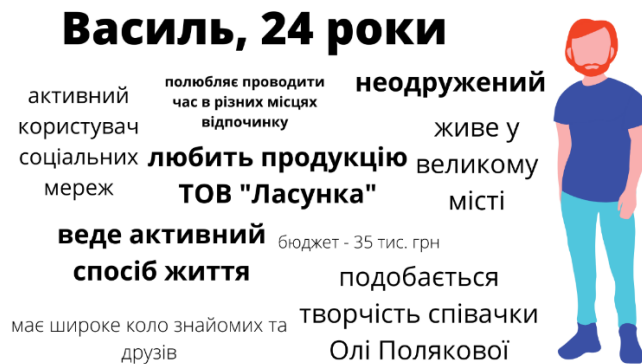 Василь, 24 роки
активний
користувач
соціальних
мереж
полюбляє проводити
час в різних місцях
відпочинку
неодружений
любить продукцію
ТОВ "Ласунка"
живе у
великому
місті
веде активний
спосіб життя
бюджет - 35 тис. грн
має широке коло знайомих та
друзів
подобається
творчість співачки
Олі Полякової